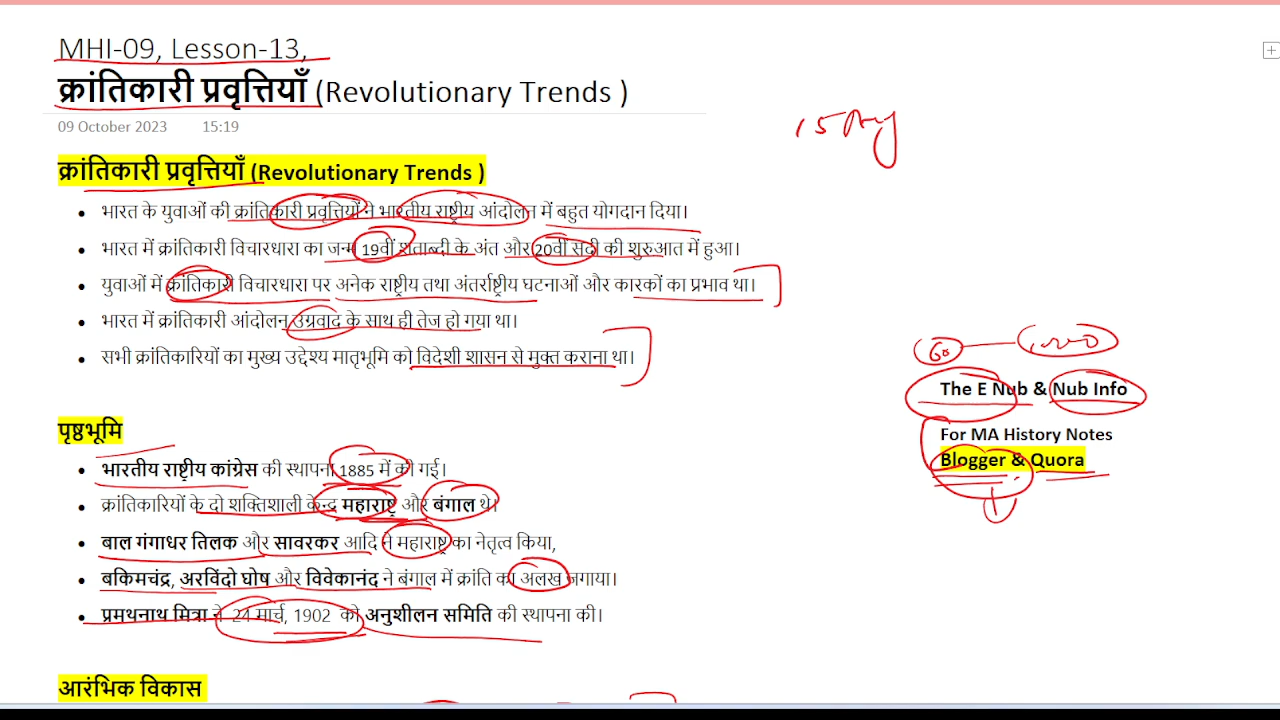 MHI-09, Lesson-13,
क्रांतिकारी प्रवृत्तियाँ (Revolutionary Trends )
09 October 2023 15:19
15 Aug
क्रांतिकारी प्रवृत्तियाँ (Revolutionary Trends )
• भारत के युवाओं की क्रांतिकारी प्रवृत्तियों ने भारतीय राष्ट्रीय आंदोलन में बहुत योगदान दिया।
• भारत में क्रांतिकारी विचारधारा का जन्म 19वीं शताब्दी के अंत और 20वीं सदी की शुरुआत में हुआ।
• युवाओं में क्रांतिकारी विचारधारा पर अनेक राष्ट्रीय तथा अंतर्राष्ट्रीय घटनाओं और कारकों का प्रभाव था।
• भारत में क्रांतिकारी आंदोलन उग्रवाद के साथ ही तेज हो गया था।
• सभी क्रांतिकारियों का मुख्य उद्देश्य मातृभूमि को विदेशी शासन से मुक्त कराना था।
पृष्ठभूमि
• भारतीय राष्ट्रीय कांग्रेस की स्थापना 1885 में की गई।
• क्रांतिकारियों के दो शक्तिशाली केन्द्र महाराष्ट्र और बंगाल थे।
• बाल गंगाधर तिलक और सावरकर आदि ने महाराष्ट्र का नेतृत्व किया,
• बकिमचंद्र, अरविंदो घोष और विवेकानंद ने बंगाल में क्रांति का अलख जगाया।
• प्रमथनाथ मित्रा ने 24 मार्च, 1902 को अनुशीलन समिति की स्थापना की।
आरंभिक विकास
60
The E Nub & Nub Info
For MA History Notes
Blogger & Quora